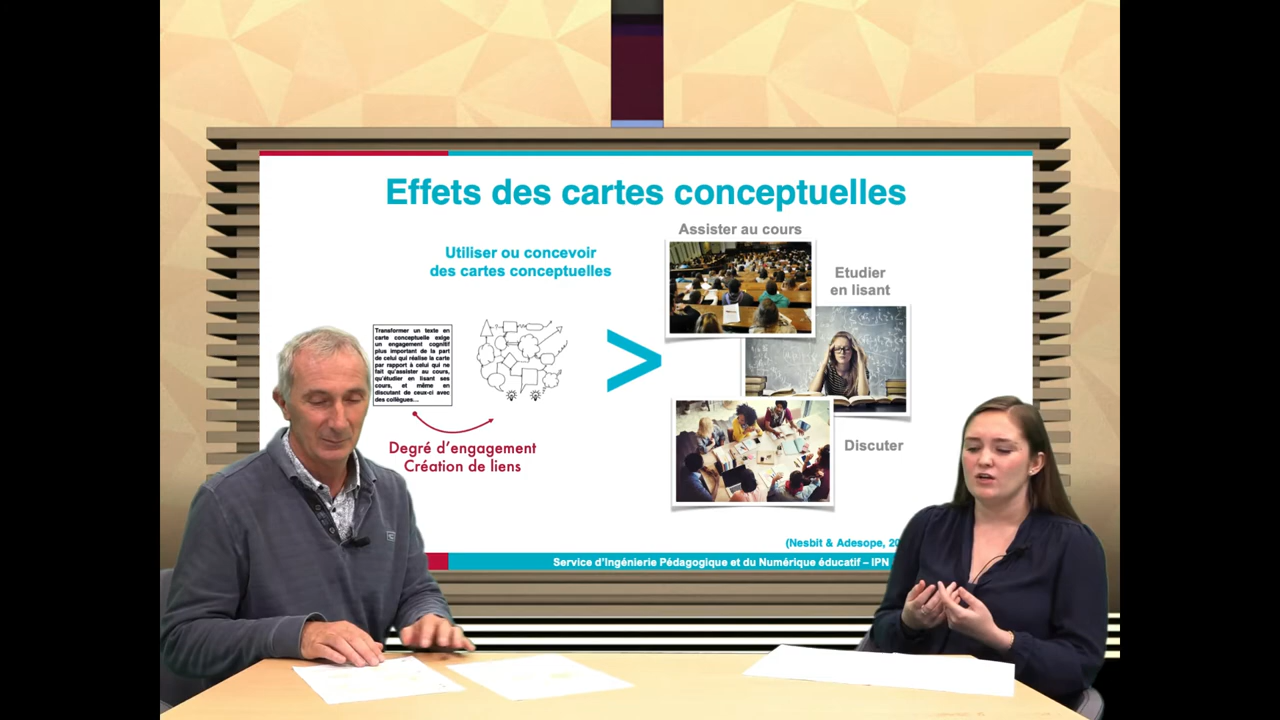 Effets des cartes conceptuelles
Assister au cours
Utiliser ou concevoir
des cartes conceptuelles
Etudier
en lisant
Transformer un texte en
carte conceptuelle exige
un engagement cognitif
plus important de la part
de celui qui réalise la carte
par rapport à celui qui ne
fait qu'assister au cours,
qu'étudier en lisant ses
cours, et même en
discutant de ceux-ci avec
des collègues...
>
Degré d'engagement
Création de liens
Discuter
(Nesbit & Adesope, 20
Service d'Ingénierie Pédagogique et du Numérique éducatif – IPN